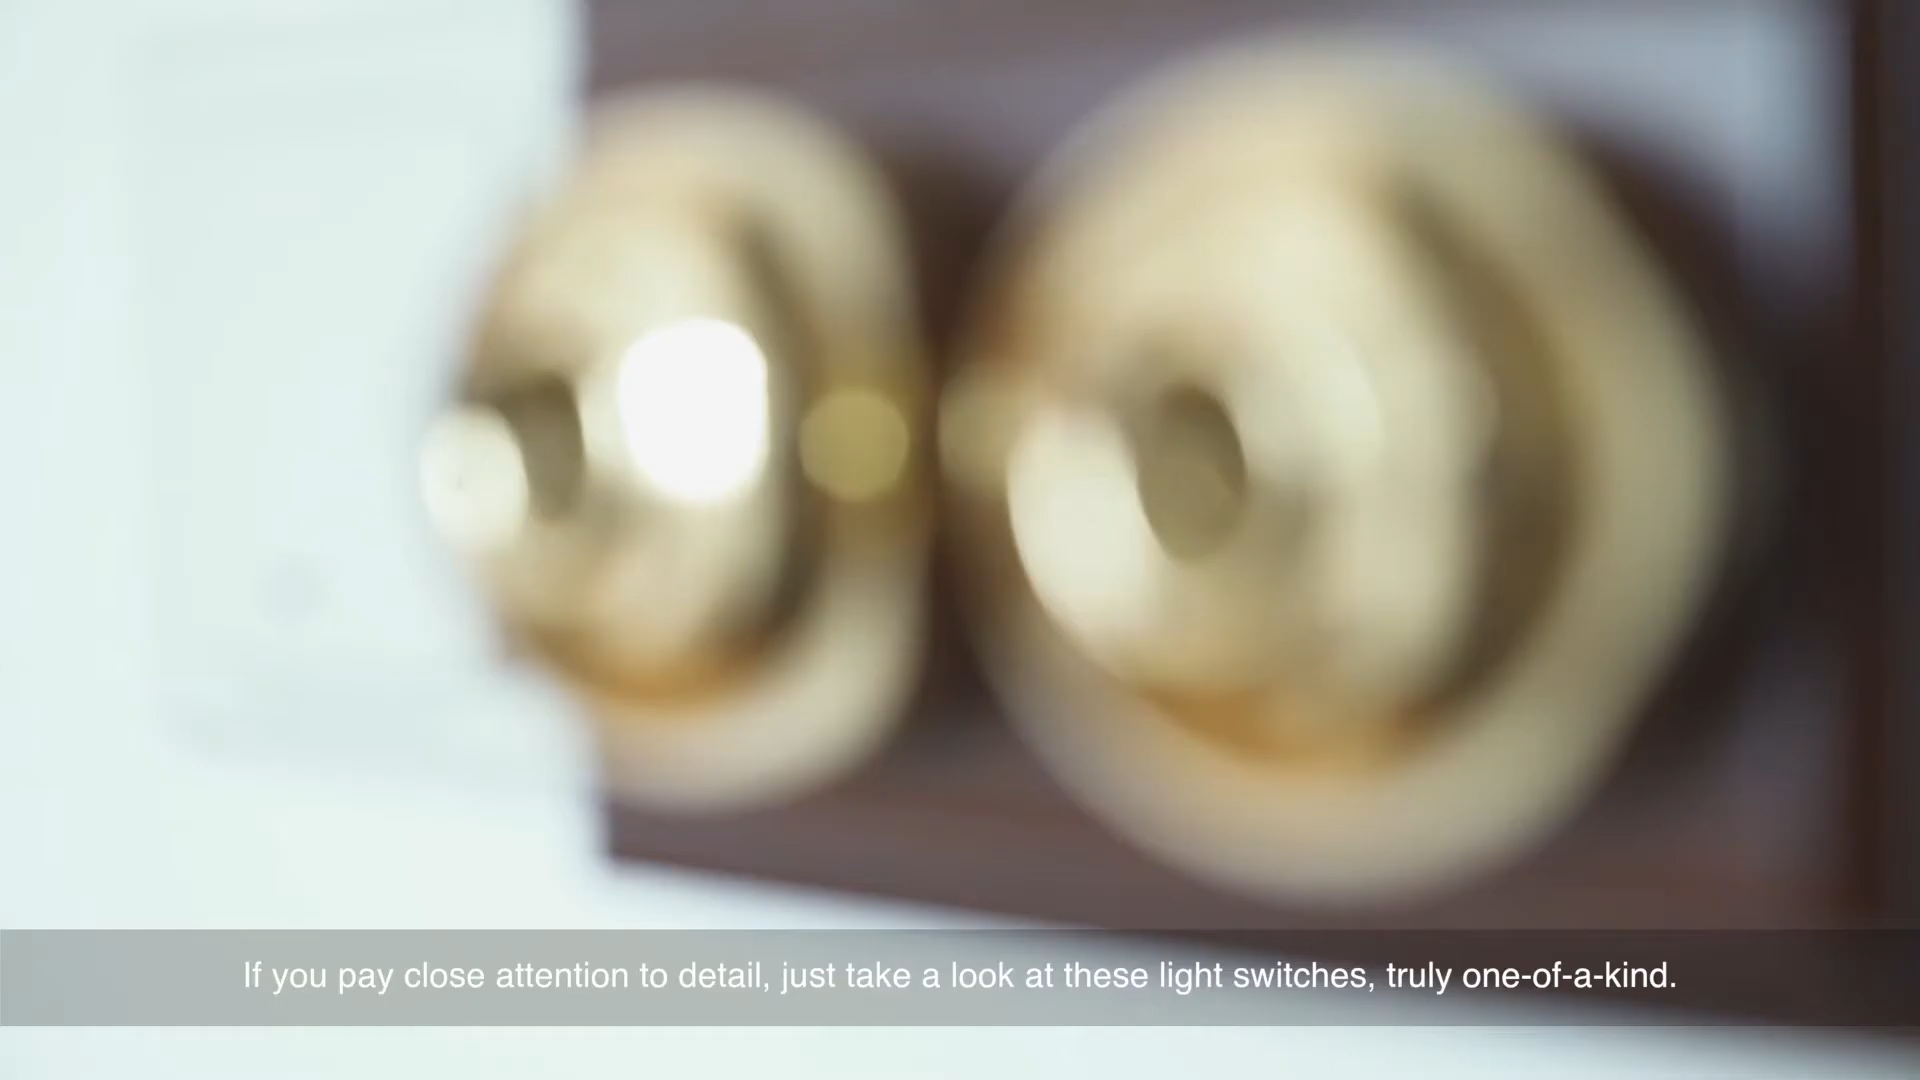 If you pay close attention to detail, just take a look at these light switches, truly one-of-a-kind.